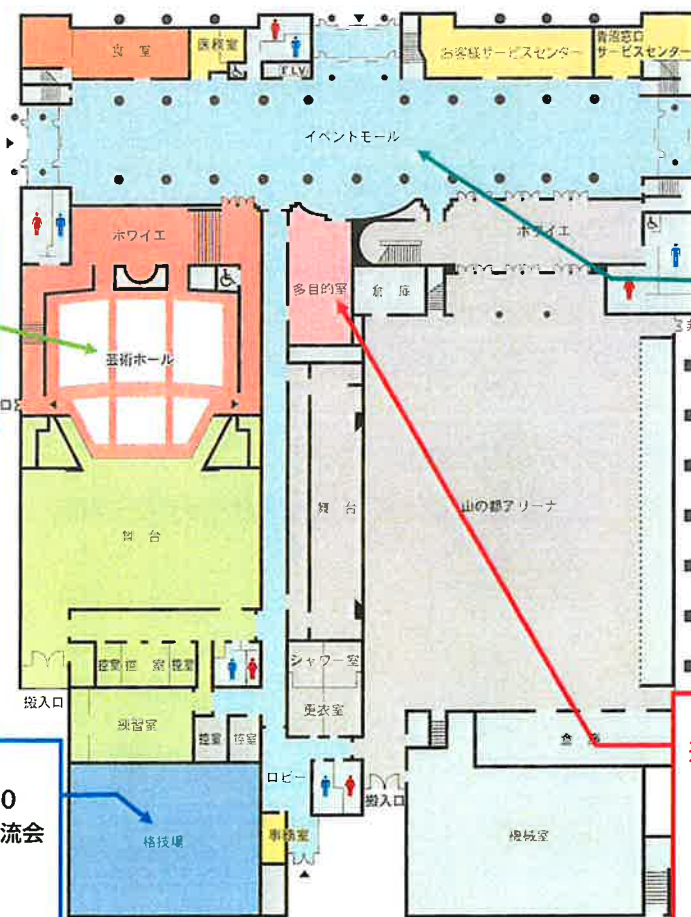 食 室
医務室
ELV
お客様サービスセンター
青沼窓口
サービスセンター
イベントモール
ホワイエ
ホワイエ
多目的室
倉 庫
芸術ホール
口
舞 台
山の都アリーナ
舞 台
控室
控 室
控室
シャワー室
搬入口
練習室
控室
控室
更衣室
倉 庫
ロビー
搬入口
0
流会
格技場
事務室
機械室